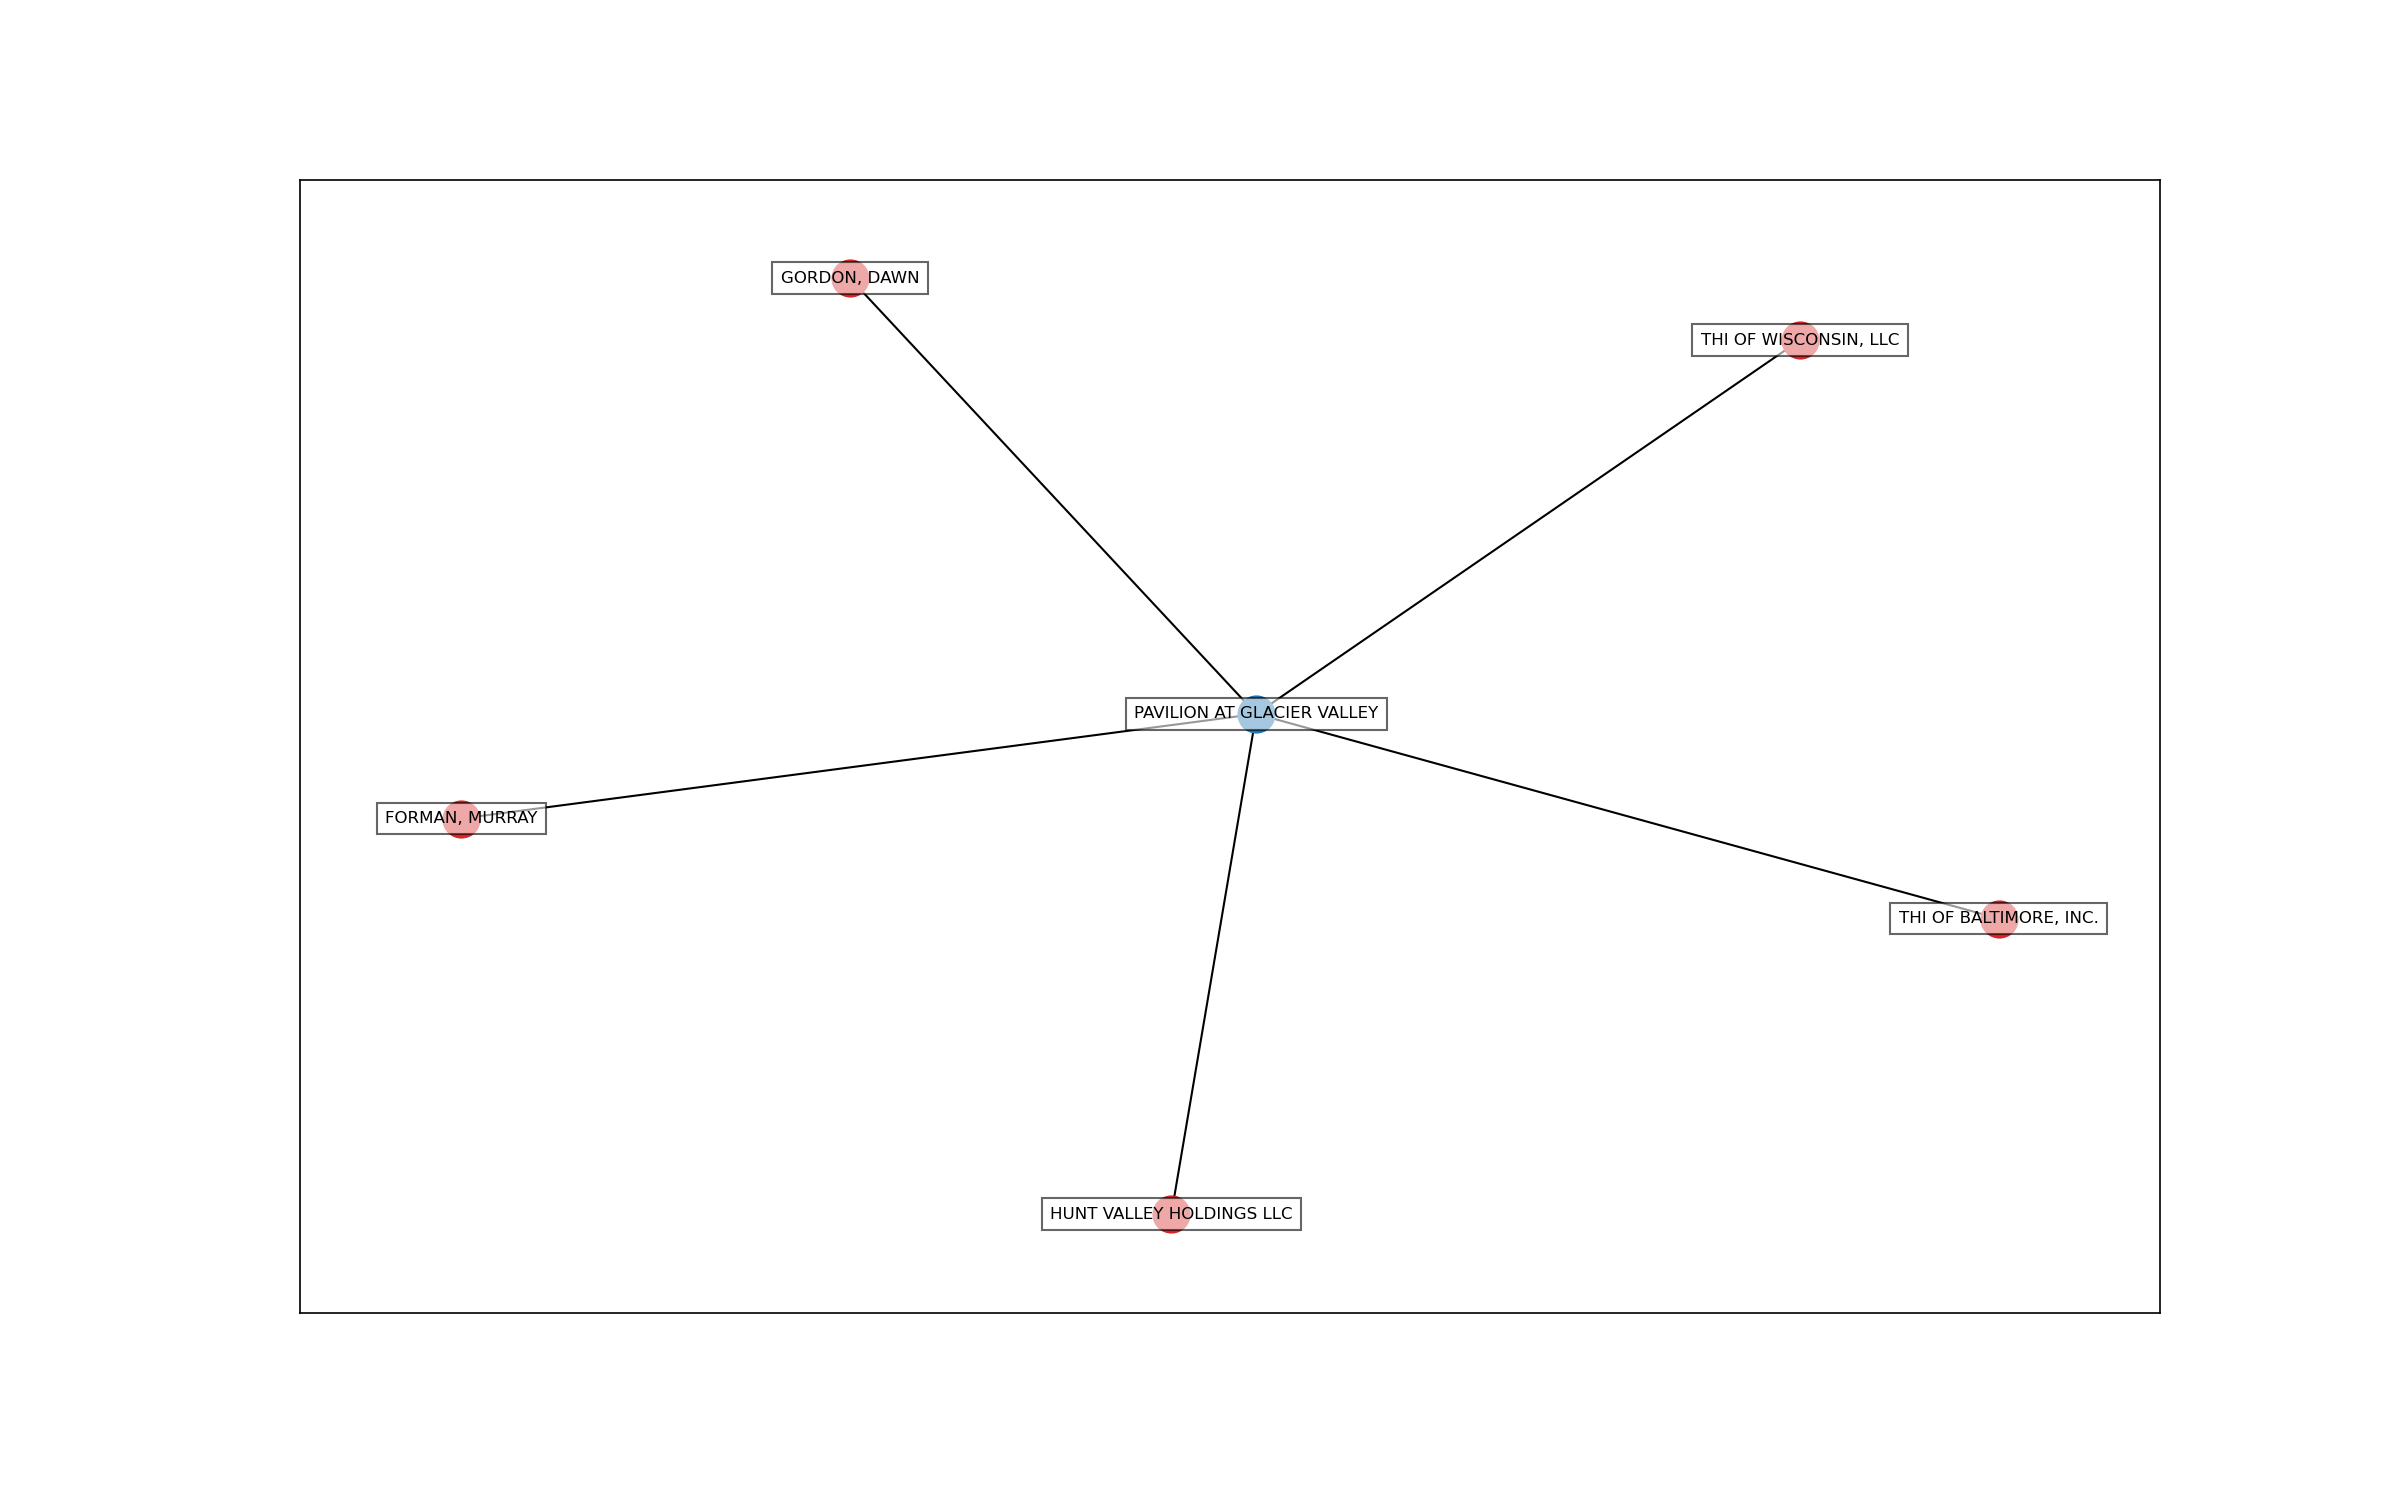 GORDON, DAWN
THI OF WISCONSIN, LLC
PAVILION AT GLACIER VALLEY
FORMAN, MURRAY
THI OF BALTIMORE, INC.
HUNT VALLEY HOLDINGS LLC